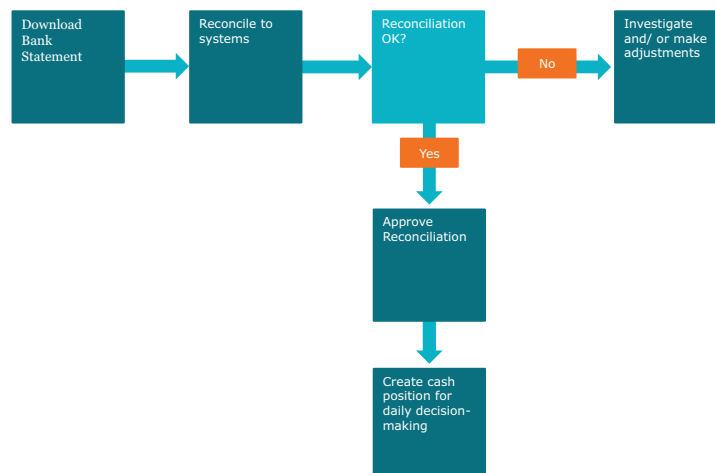 Download
Bank
Statement
Reconcile to
systems
Reconciliation
OK?
No
Investigate
and/ or make
adjustments
Yes
Approve
Reconciliation
Create cash
position for
daily decision-
making